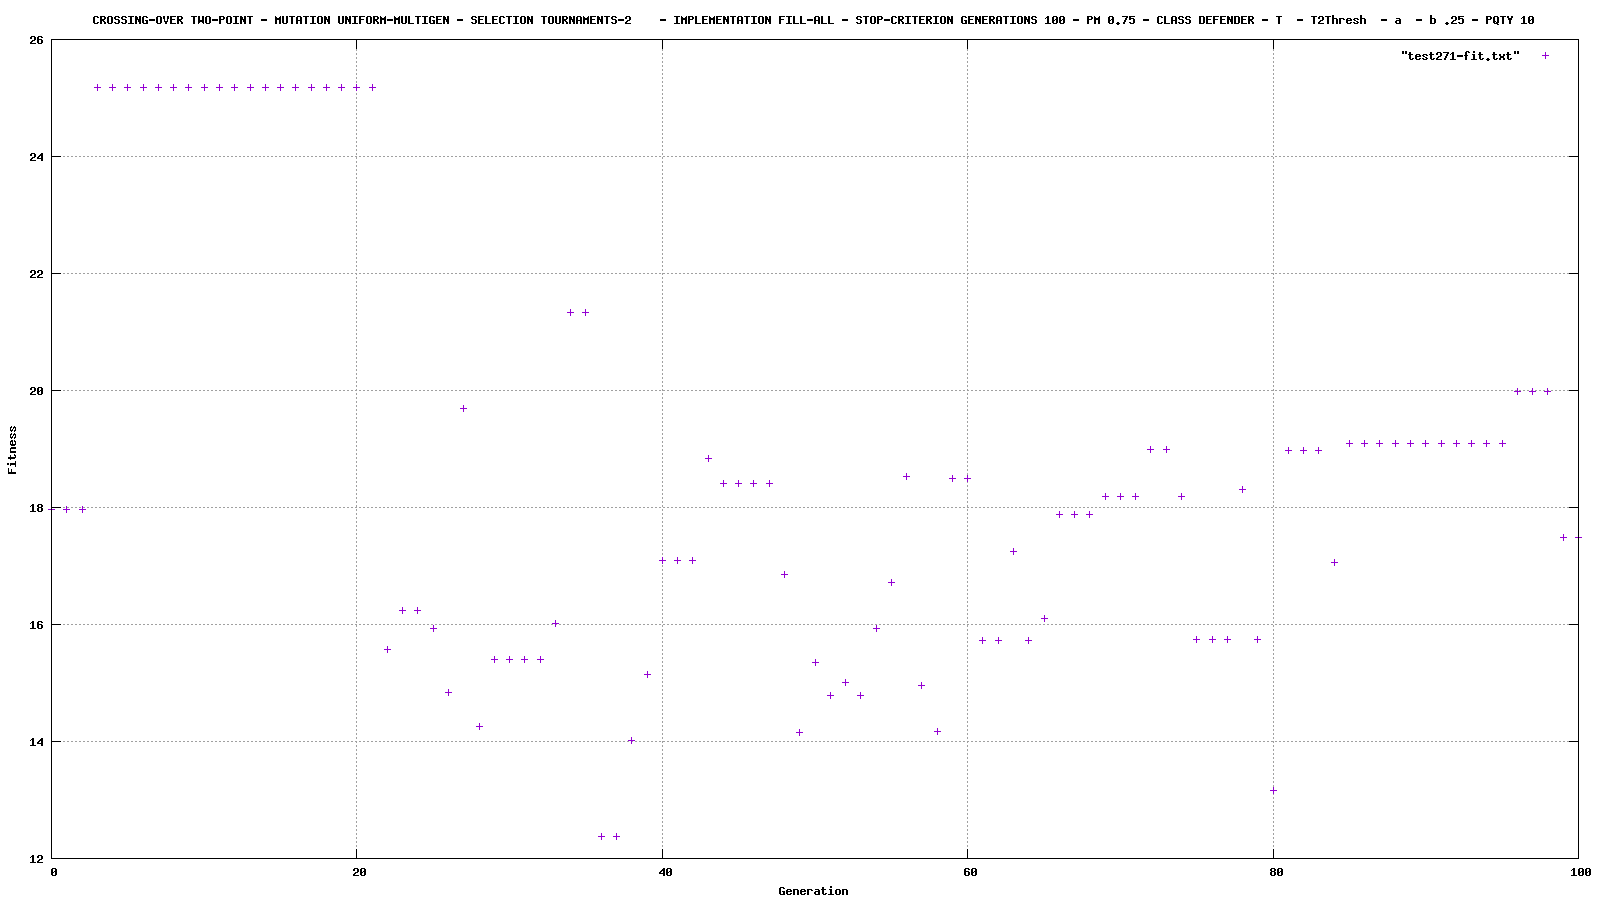 CROSSING-OVER TWO-POINT - MUTATION UNIFORM-MULTIGEN - SELECTION TOURNAMENTS-2    - IMPLEMENTATION FILL-ALL - STOP-CRITERION GENERATIONS 100 - PM 0.75 - CLASS DEFENDER - T  - T2Thresh  - a  - b .25 - PQTY 10
"test271-fit.txt"
26
24
22
20
18
16
14
12
Fitness
0 20 40 60 80 100
Generation